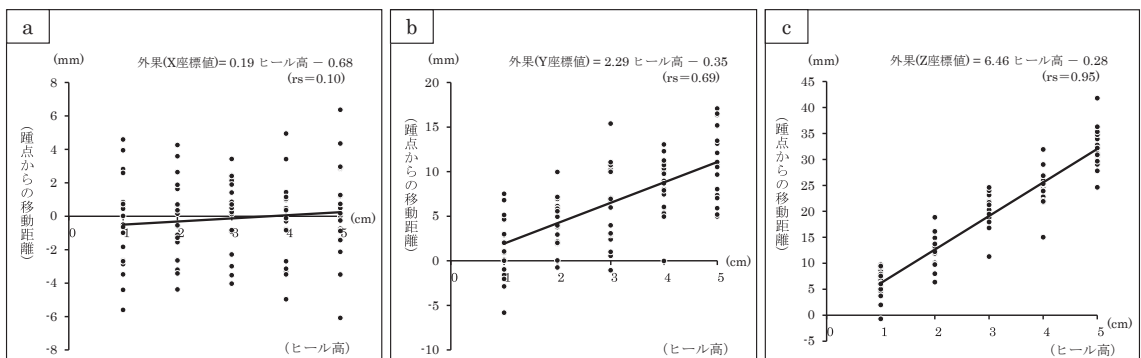 a
(mm)
外果(X座標値)= 0.19 ヒール高 − 0.68
(rs=0.10)
8
6
4
2
0
-2
-4
-6
-8
(踵点からの移動距離)
0 1 2 3 4 5 (cm)
(ヒール高)
b
(mm)
外果(Y座標値) = 2.29 ヒール高 − 0.35
(rs=0.69)
20
15
10
5
0
-5
-10
(踵点からの移動距離)
0 1 2 3 4 5 (cm)
(ヒール高)
c
(mm)
外果(Z座標値) = 6.46 ヒール高 − 0.28
(rs=0.95)
45
40
35
30
25
20
15
10
5
0
-5
(踵点からの移動距離)
0 1 2 3 4 5 (cm)
(ヒール高)